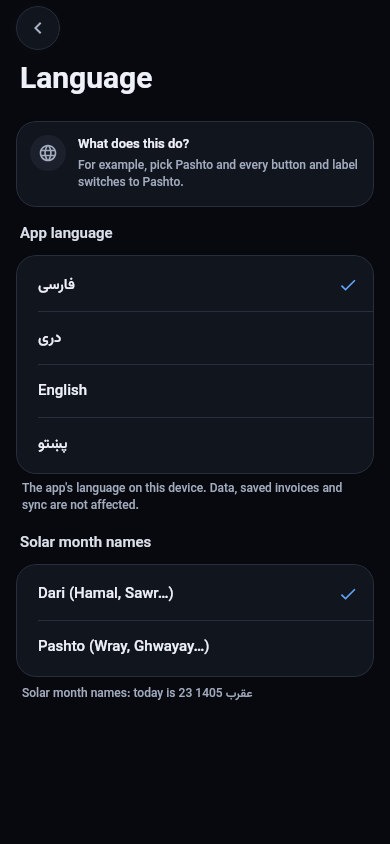 Language
What does this do?
For example, pick Pashto and every button and label
switches to Pashto.
App language
فارسی
دری
English
پښتو
The app's language on this device. Data, saved invoices and
sync are not affected.
Solar month names
Dari (Hamal, Sawr…)
Pashto (Wray, Ghwayay…)
Solar month names: today is 23 عقرب 1405